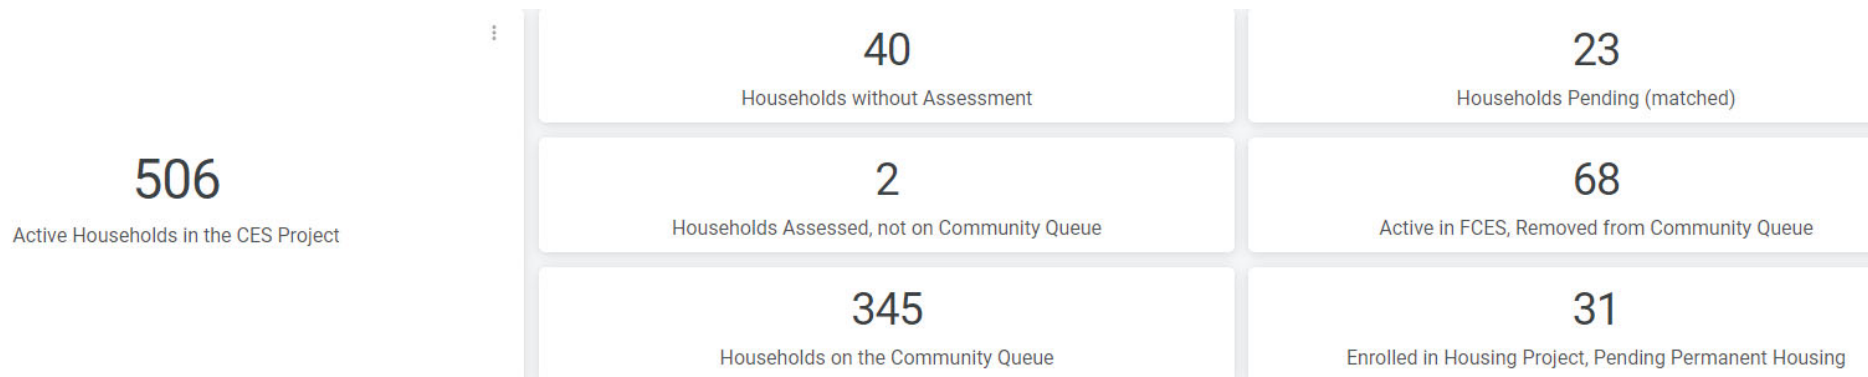 506
Active Households in the CES Project
40
Households without Assessment
23
Households Pending (matched)
2
Households Assessed, not on Community Queue
68
Active in FCES, Removed from Community Queue
345
Households on the Community Queue
31
Enrolled in Housing Project, Pending Permanent Housing